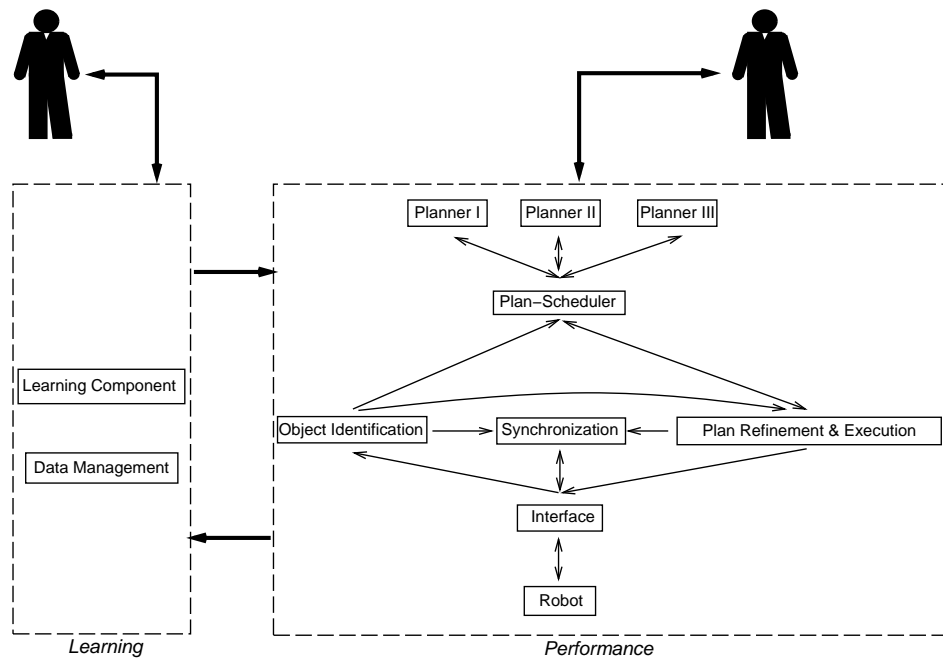 Planner I
Planner II
Planner III
Plan−Scheduler
Learning Component
Object Identification
Synchronization
Plan Refinement & Execution
Data Management
Interface
Robot
Learning
Performance